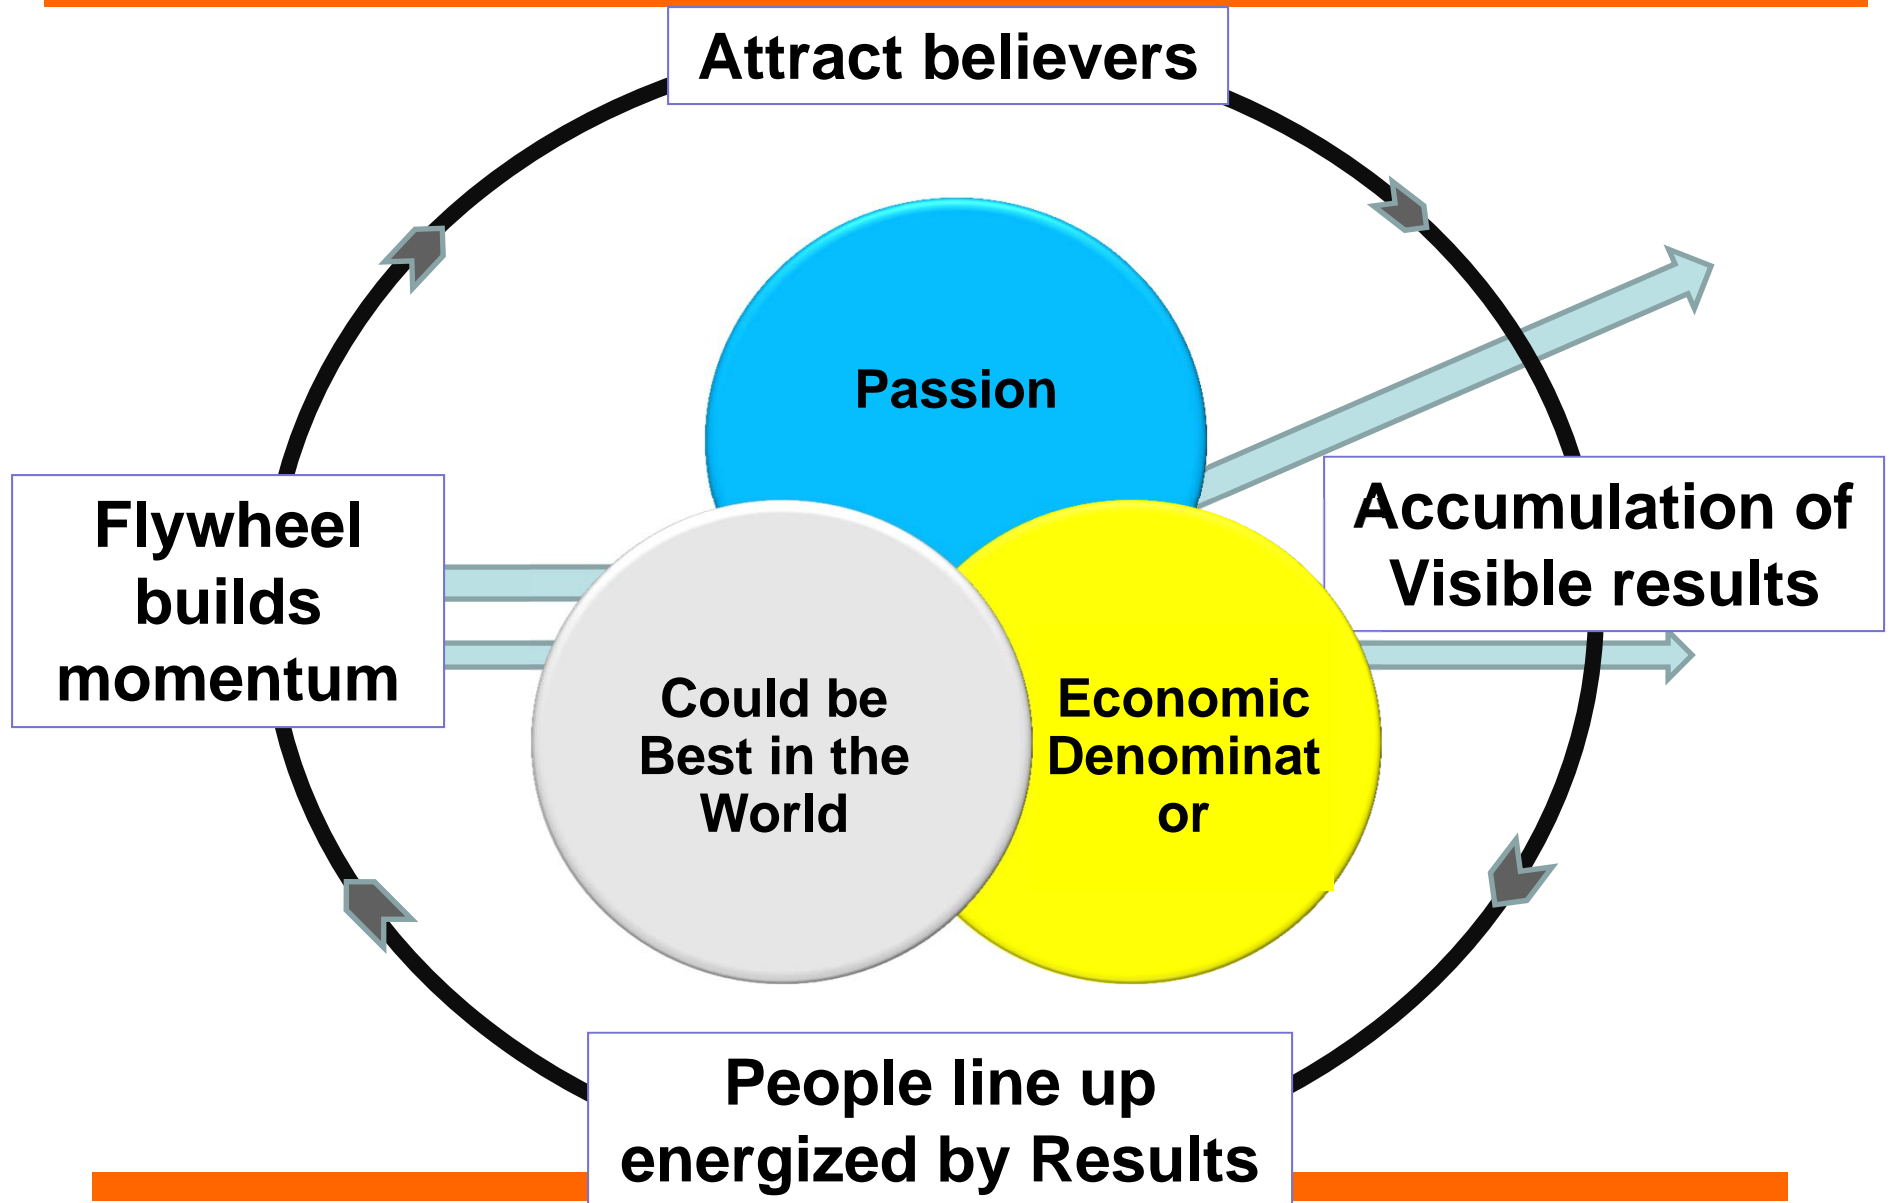 Attract believers
Passion
Flywheel
builds
momentum
Accumulation of
Visible results
Could be
Best in the
World
Economic
Denominat
or
People line up
energized by Results